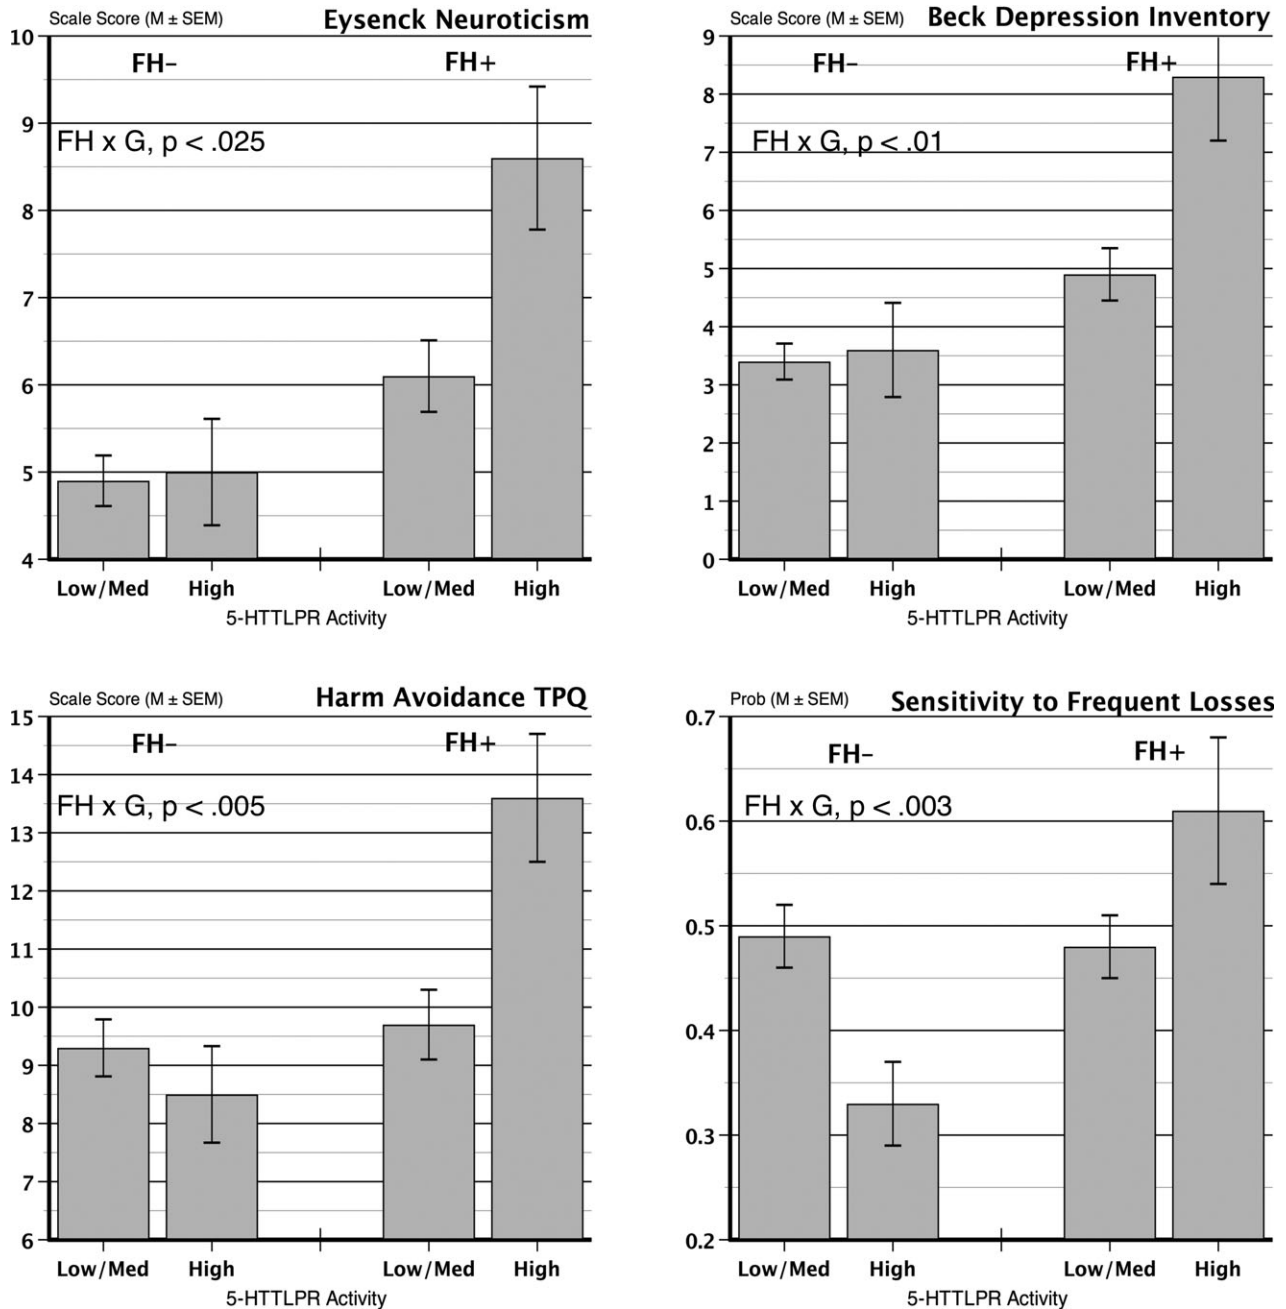 Scale Score (M ± SEM)
Eysenck Neuroticism
10
9
8
7
6
5
4
FH–
FH+
FH x G, p < .025
Low/Med
High
Low/Med
High
5-HTTLPR Activity
Scale Score (M ± SEM)
Beck Depression Inventory
9
8
7
6
5
4
3
2
1
0
FH–
FH+
FH x G, p < .01
Low/Med
High
Low/Med
High
5-HTTLPR Activity
Scale Score (M ± SEM)
Harm Avoidance TPQ
15
14
13
12
11
10
9
8
7
6
FH–
FH+
FH x G, p < .005
Low/Med
High
Low/Med
High
5-HTTLPR Activity
Prob (M ± SEM)
Sensitivity to Frequent Losses
0.7
0.6
0.5
0.4
0.3
0.2
FH–
FH+
FH x G, p < .003
Low/Med
High
Low/Med
High
5-HTTLPR Activity